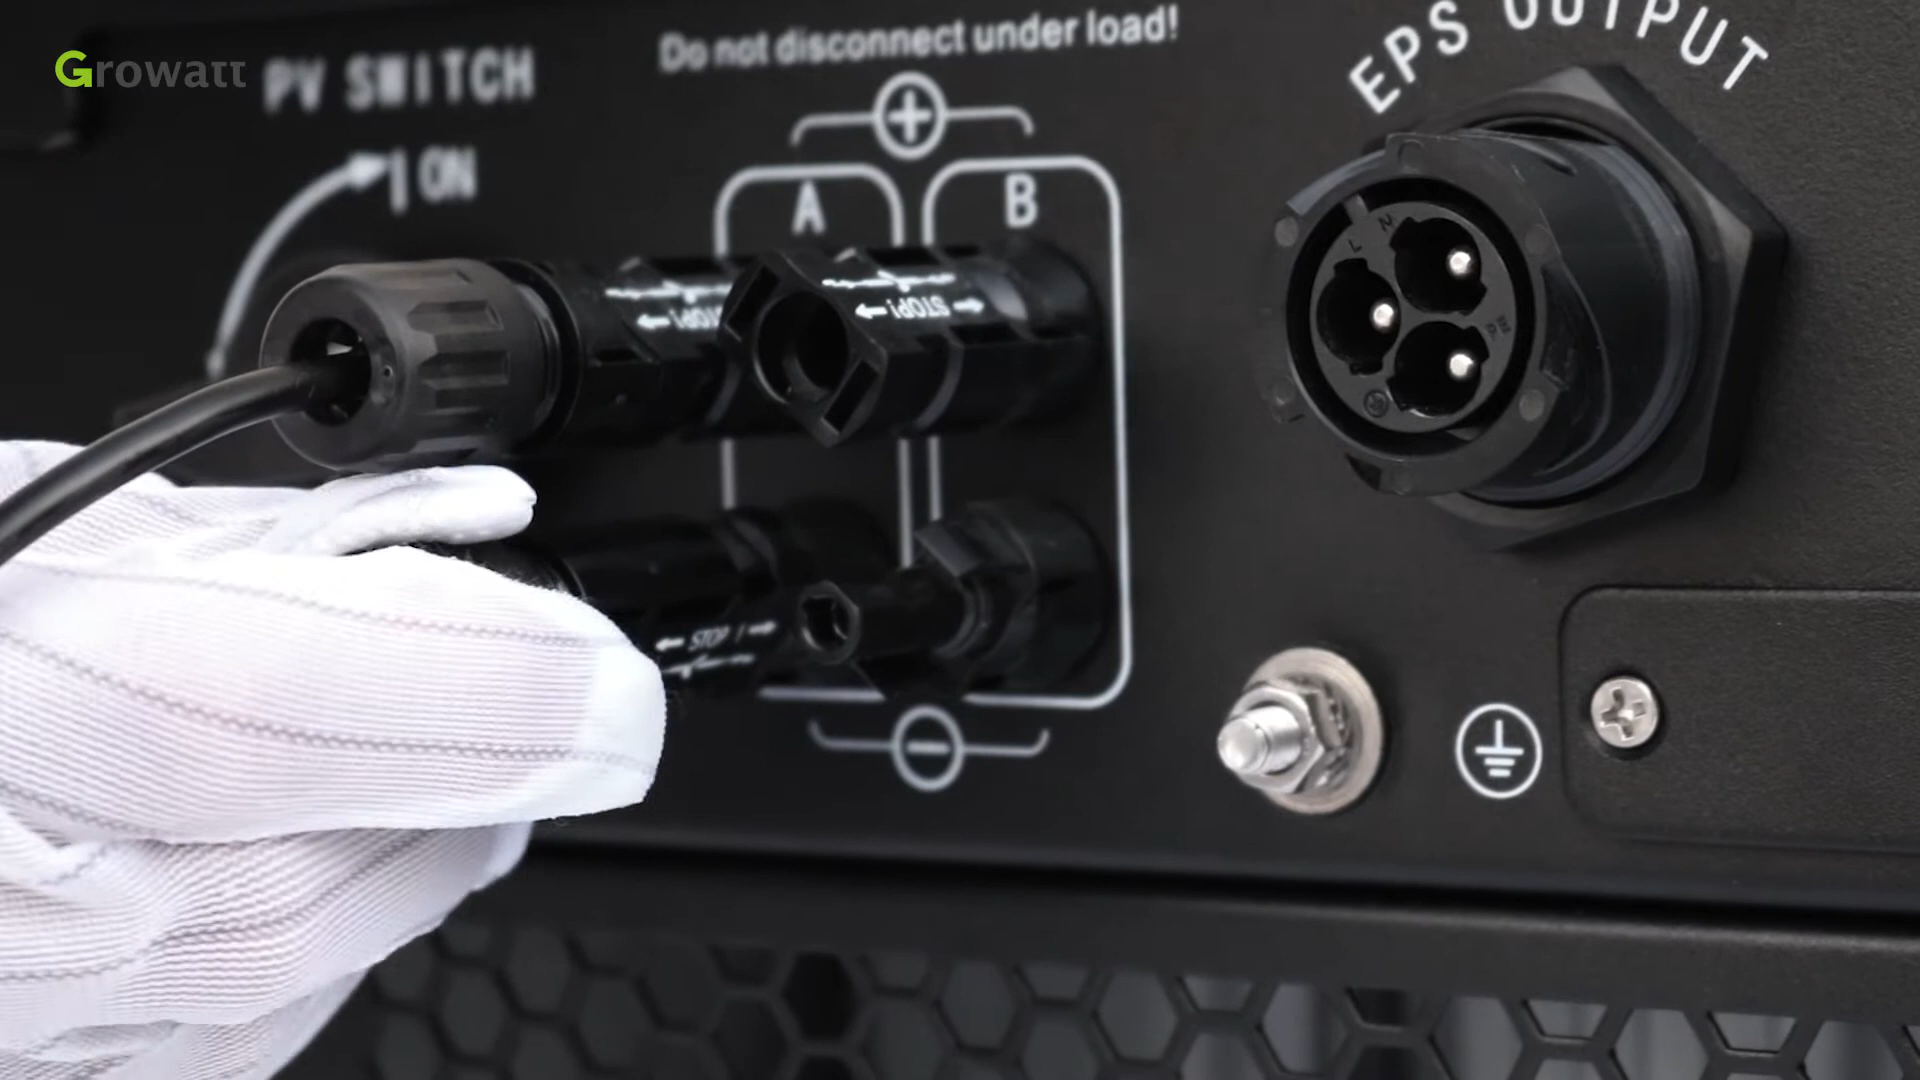 Growatt
PV SWITCH
I ON
Do not disconnect under load!
A
B
EPS OUTPUT
L
N
STOP!
STOP!
STOP !